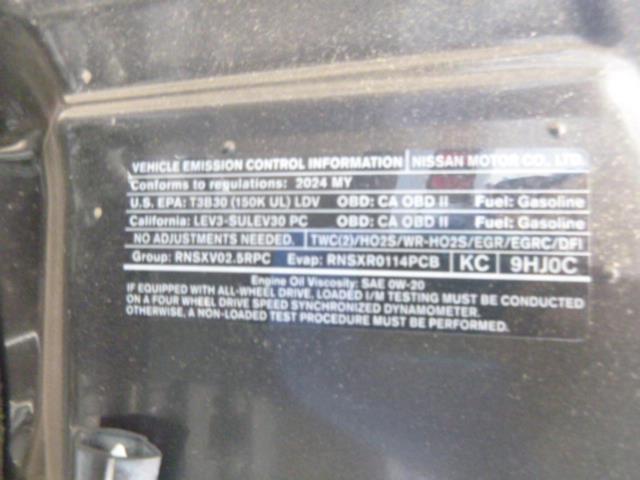 VEHICLE EMISSION CONTROL INFORMATION NISSAN MOTOR CO., LTD.
Conforms to regulations: 2024 MY
U.S. EPA: T3B30 (150K UL) LDV OBD: CA OBD II Fuel: Gasoline
California: LEV3-SULEV30 PC OBD: CA OBD II Fuel: Gasoline
NO ADJUSTMENTS NEEDED. TWC(2)/HO2S/WR-HO2S/EGR/EGRC/DFI
Group: RNSXV02.5RPC Evap: RNSXR0114PCB KC 9HJ0C
Engine Oil Viscosity: SAE 0W-20
IF EQUIPPED WITH ALL-WHEEL DRIVE, LOADED I/M TESTING MUST BE CONDUCTED
ON A FOUR WHEEL DRIVE SPEED SYNCHRONIZED DYNAMOMETER.
OTHERWISE, A NON-LOADED TEST PROCEDURE MUST BE PERFORMED.